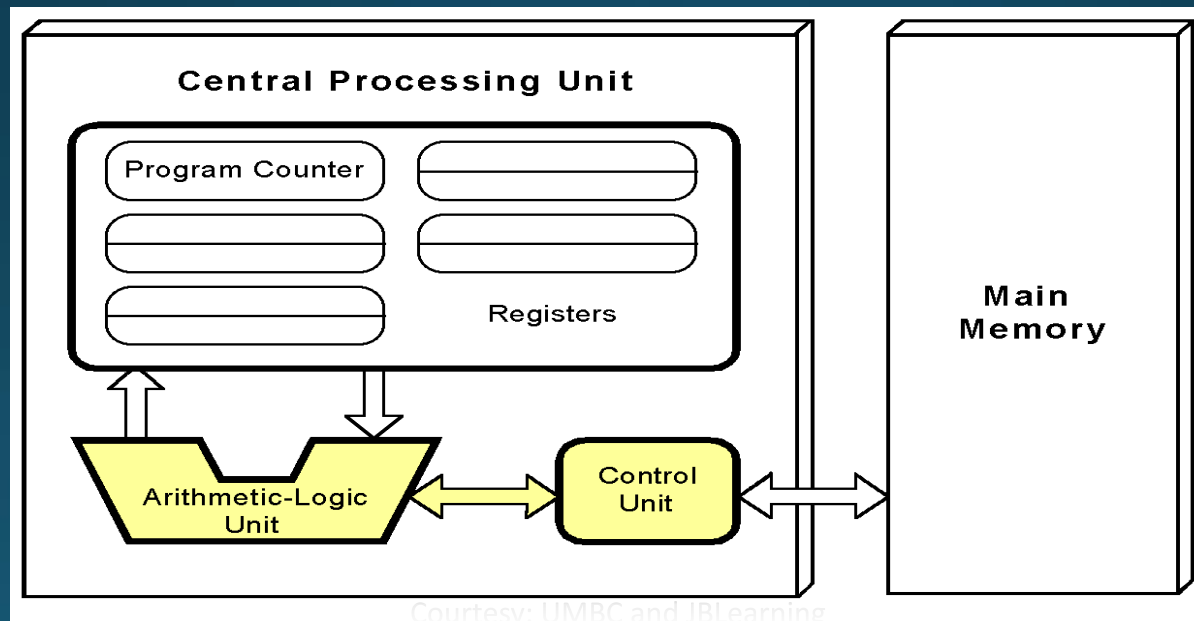 Central Processing Unit
Program Counter
Registers
Arithmetic-Logic
Unit
Control
Unit
Main
Memory
Courtesy: UMBC and JBLearning